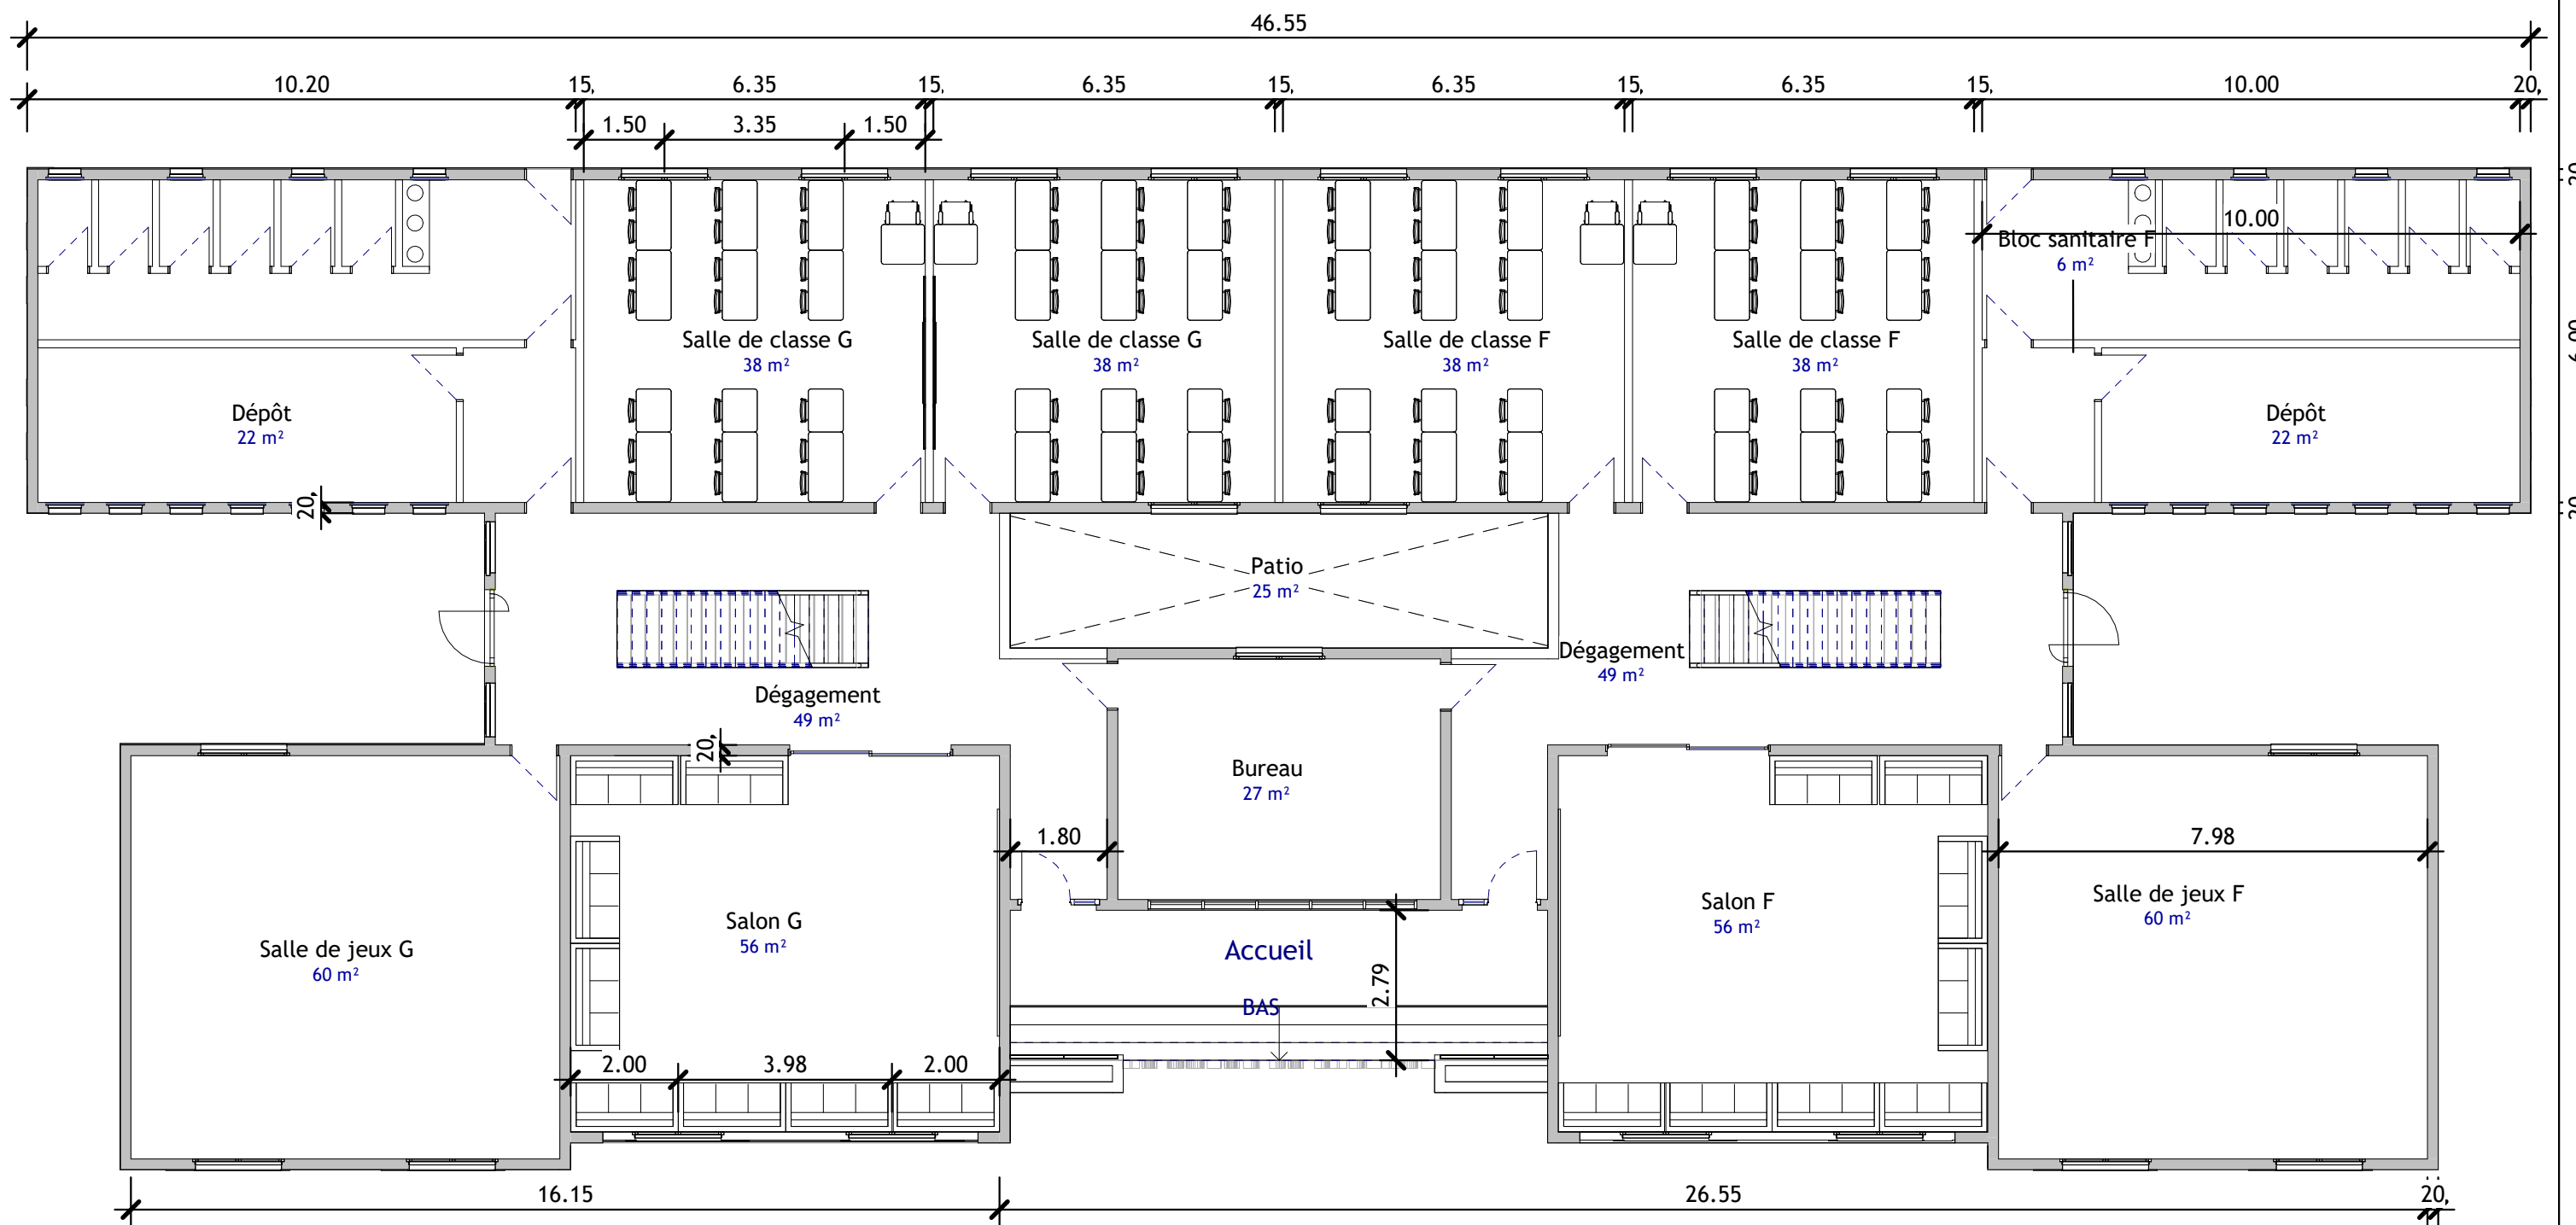 46.55
10.20 15, 6.35 15, 6.35 15, 6.35 15, 6.35 15, 10.00 20,
1.50 3.35 1.50
20
10.00
Bloc sanitaire F
6 m²
6.00
Salle de classe G
38 m²
Salle de classe G
38 m²
Salle de classe F
38 m²
Salle de classe F
38 m²
Dépôt
22 m²
Dépôt
22 m²
20,
20
Patio
25 m²
Dégagement
49 m²
Dégagement
49 m²
20,
Bureau
27 m²
1.80
7.98
Salle de jeux G
60 m²
Salon G
56 m²
Accueil
BAS
2.79
Salon F
56 m²
Salle de jeux F
60 m²
2.00 3.98 2.00
16.15 26.55 20,